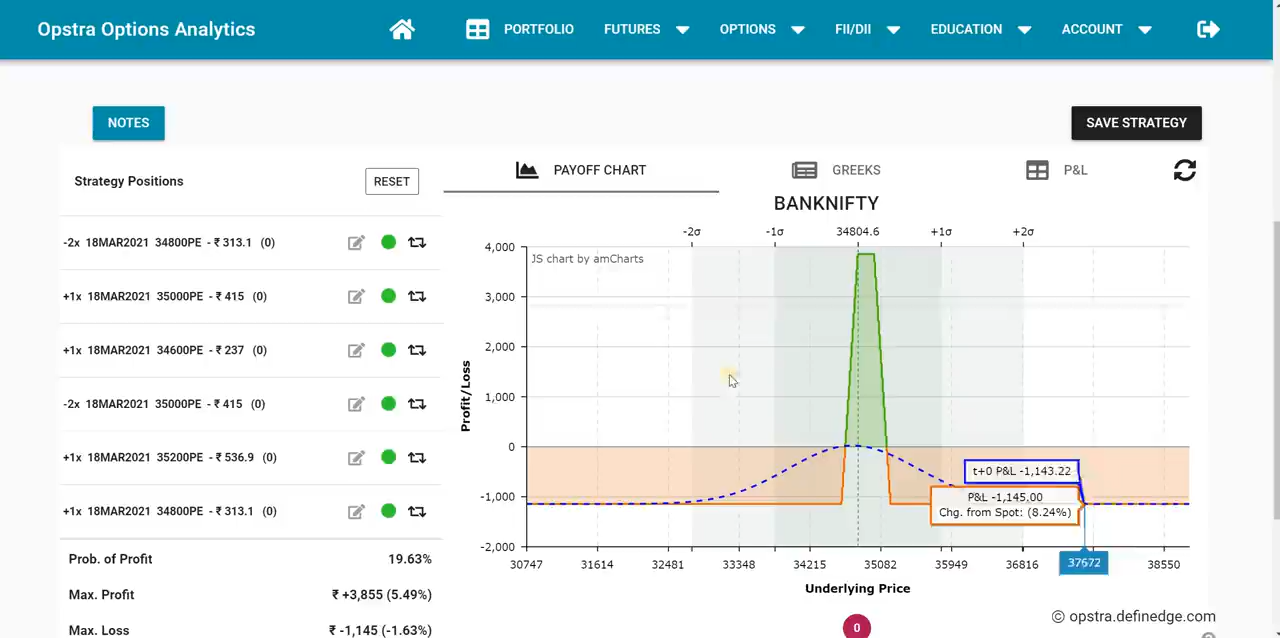 Opstra Options Analytics
PORTFOLIO
FUTURES
OPTIONS
FII/DII
EDUCATION
ACCOUNT
NOTES
SAVE STRATEGY
Strategy Positions
RESET
-2x 18MAR2021 34800PE - ₹ 313.1 (0)
+1x 18MAR2021 35000PE - ₹ 415 (0)
+1x 18MAR2021 34600PE - ₹ 237 (0)
-2x 18MAR2021 35000PE - ₹ 415 (0)
+1x 18MAR2021 35200PE - ₹ 536.9 (0)
+1x 18MAR2021 34800PE - ₹ 313.1 (0)
Prob. of Profit 19.63%
Max. Profit ₹ +3,855 (5.49%)
Max. Loss ₹ -1,145 (-1.63%)
PAYOFF CHART
GREEKS
P&L
BANKNIFTY
-2σ -1σ 34804.6 +1σ +2σ
JS chart by amCharts
4,000
3,000
2,000
1,000
0
-1,000
-2,000
Profit/Loss
t+0 P&L -1,143.22
P&L -1,145.00
Chg. from Spot: (8.24%)
30747 31614 32481 33348 34215 35082 35949 36816 37672 38550
Underlying Price
0
© opstra.definedge.com